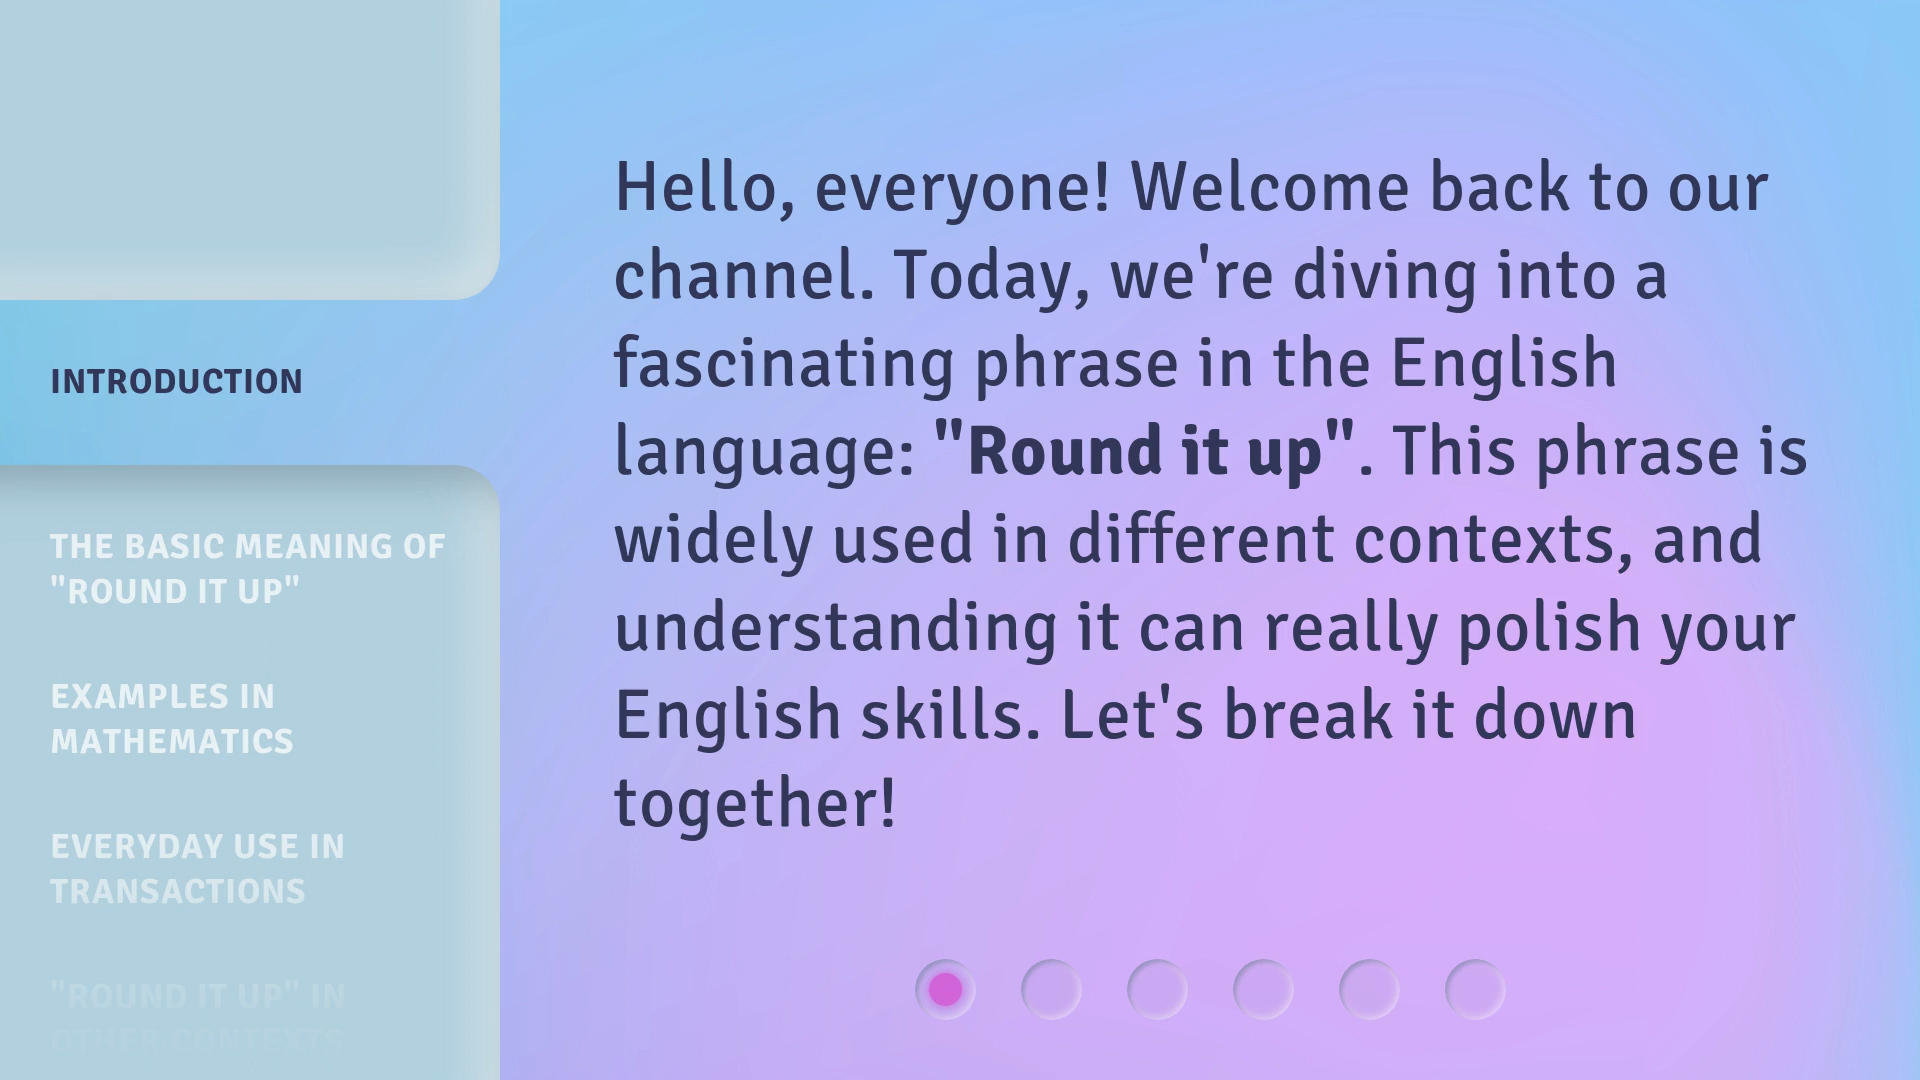 INTRODUCTION
THE BASIC MEANING OF
"ROUND IT UP"
EXAMPLES IN
MATHEMATICS
EVERYDAY USE IN
TRANSACTIONS
"ROUND IT UP" IN
OTHER CONTEXTS
Hello, everyone! Welcome back to our
channel. Today, we're diving into a
fascinating phrase in the English
language: "Round it up". This phrase is
widely used in different contexts, and
understanding it can really polish your
English skills. Let's break it down
together!